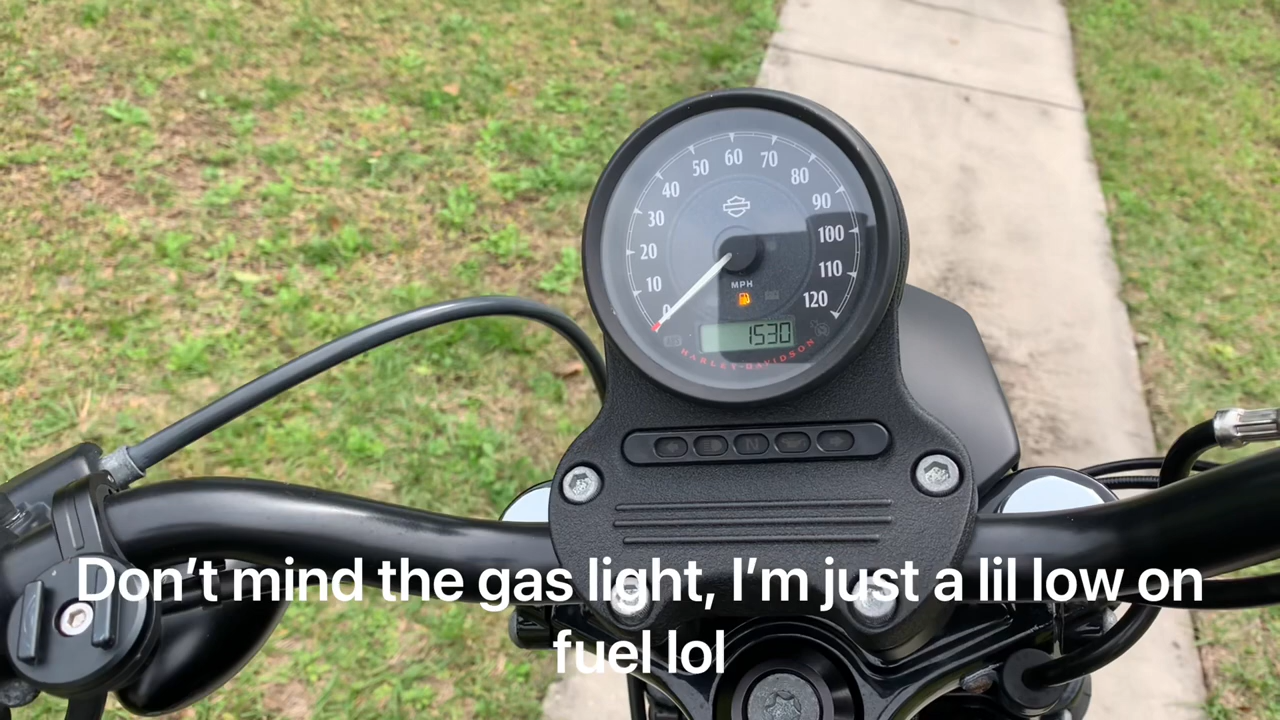 50 60 70
40 80
30 90
20 100
10 110
0 MPH 120
1530
HARLEY-DAVIDSON
N
Don’t mind the gas light, I’m just a lil low on
fuel lol